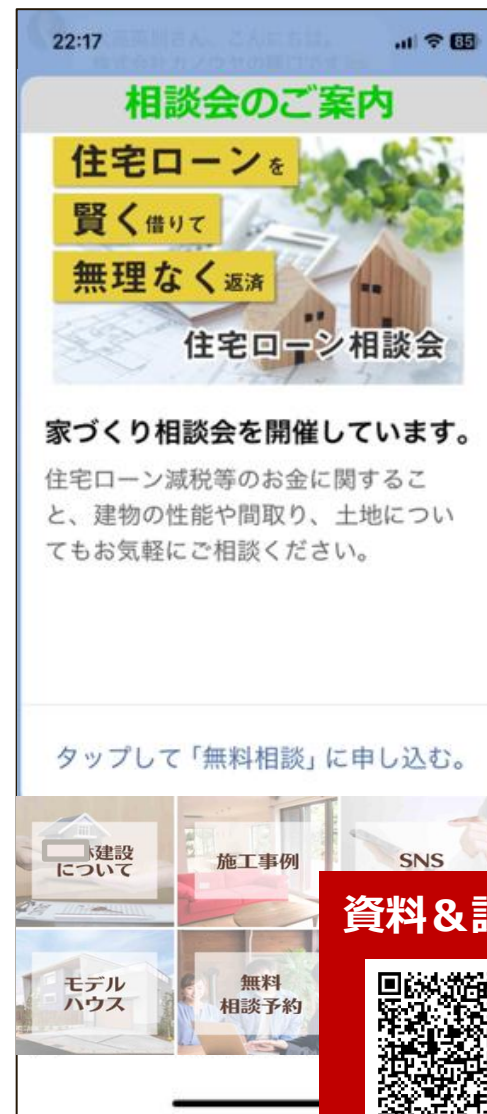 22:17
85
相談会のご案内
住宅ローンを
賢く借りて
無理なく返済
住宅ローン相談会
家づくり相談会を開催しています。
住宅ローン減税等のお金に関するこ
と、建物の性能や間取り、土地につい
てもお気軽にご相談ください。
タップして「無料相談」に申し込む。
建設
について
施工事例
SNS
資料&
モデル
ハウス
無料
相談予約